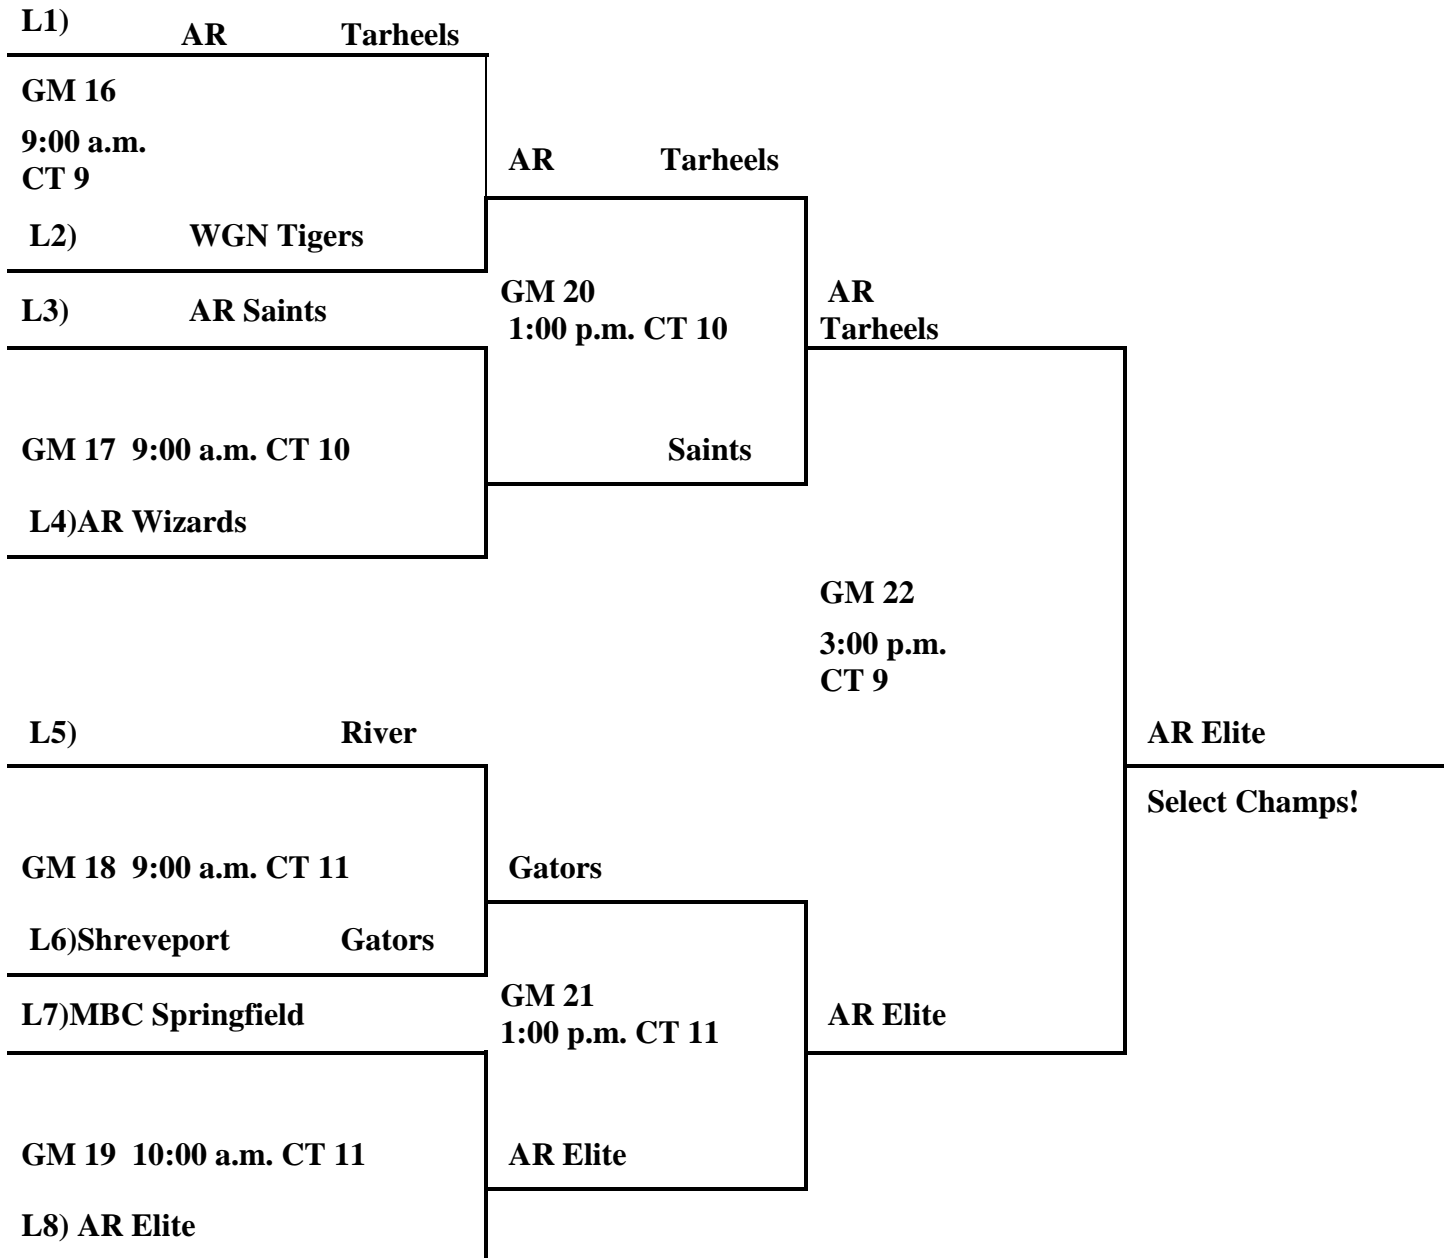 L1) AR Tarheels
GM 16
9:00 a.m.
CT 9
AR Tarheels
L2) WGN Tigers
L3) AR Saints
GM 20
1:00 p.m. CT 10
AR
Tarheels
GM 17 9:00 a.m. CT 10
Saints
L4)AR Wizards
GM 22
3:00 p.m.
CT 9
L5) River
AR Elite
Select Champs!
GM 18 9:00 a.m. CT 11
Gators
L6)Shreveport Gators
L7)MBC Springfield
GM 21
1:00 p.m. CT 11
AR Elite
GM 19 10:00 a.m. CT 11
AR Elite
L8) AR Elite